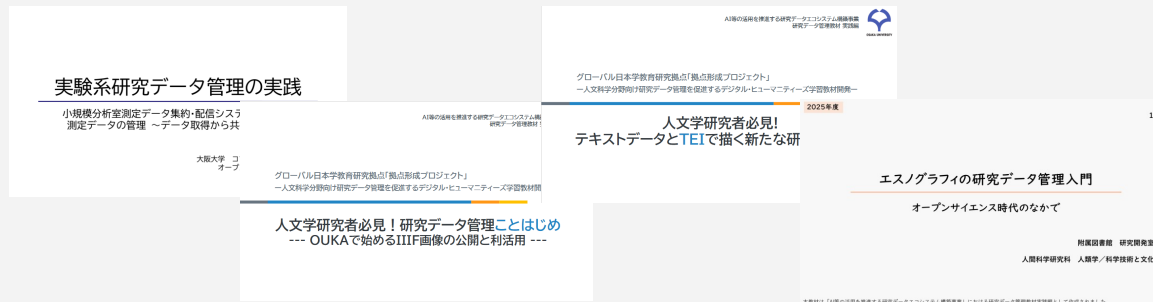 実験系研究データ管理の実践
小規模分析室測定データ集約・配信システ
測定データの管理 ～データ取得から共
大阪大学 コ
オープ
AI等の活用を推進する研究データエコシステム構
研究データ管理教材
グローバル日本学教育研究拠点「拠点形成プロジェクト」
ー人文科学分野向け研究データ管理を促進するデジタル・ヒューマニティーズ学習教材開
人文学研究者必見！研究データ管理ことはじめ
--- OUKAで始めるIIIF画像の公開と利活用 ---
AI等の活用を推進する研究データエコシステム構築事業
研究データ管理教材 実践編
OSAKA UNIVERSITY
グローバル日本学教育研究拠点「拠点形成プロジェクト」
ー人文科学分野向け研究データ管理を促進するデジタル・ヒューマニティーズ学習教材開発ー
人文学研究者必見！
テキストデータとTEIで描く新たな研
2025年度
1
エスノグラフィの研究データ管理入門
オープンサイエンス時代のなかで
附属図書館 研究開発室
人間科学研究科 人類学／科学技術と文化